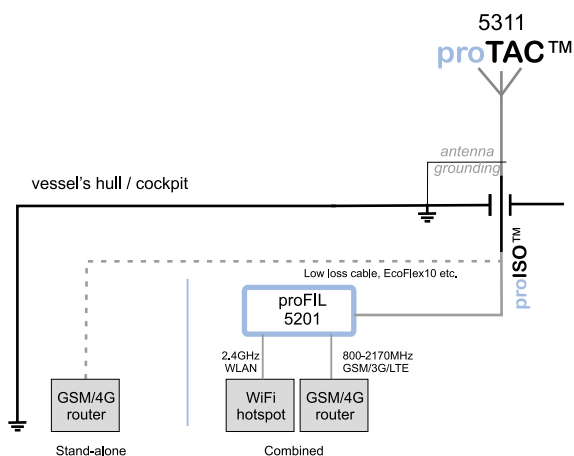 5311
proTAC™
antenna
grounding
vessel's hull / cockpit
proISO™
Low loss cable, EcoFlex10 etc.
proFIL
5201
2.4GHz
WLAN
800-2170MHz
GSM/3G/LTE
GSM/4G
router
WiFi
hotspot
GSM/4G
router
Stand-alone
Combined